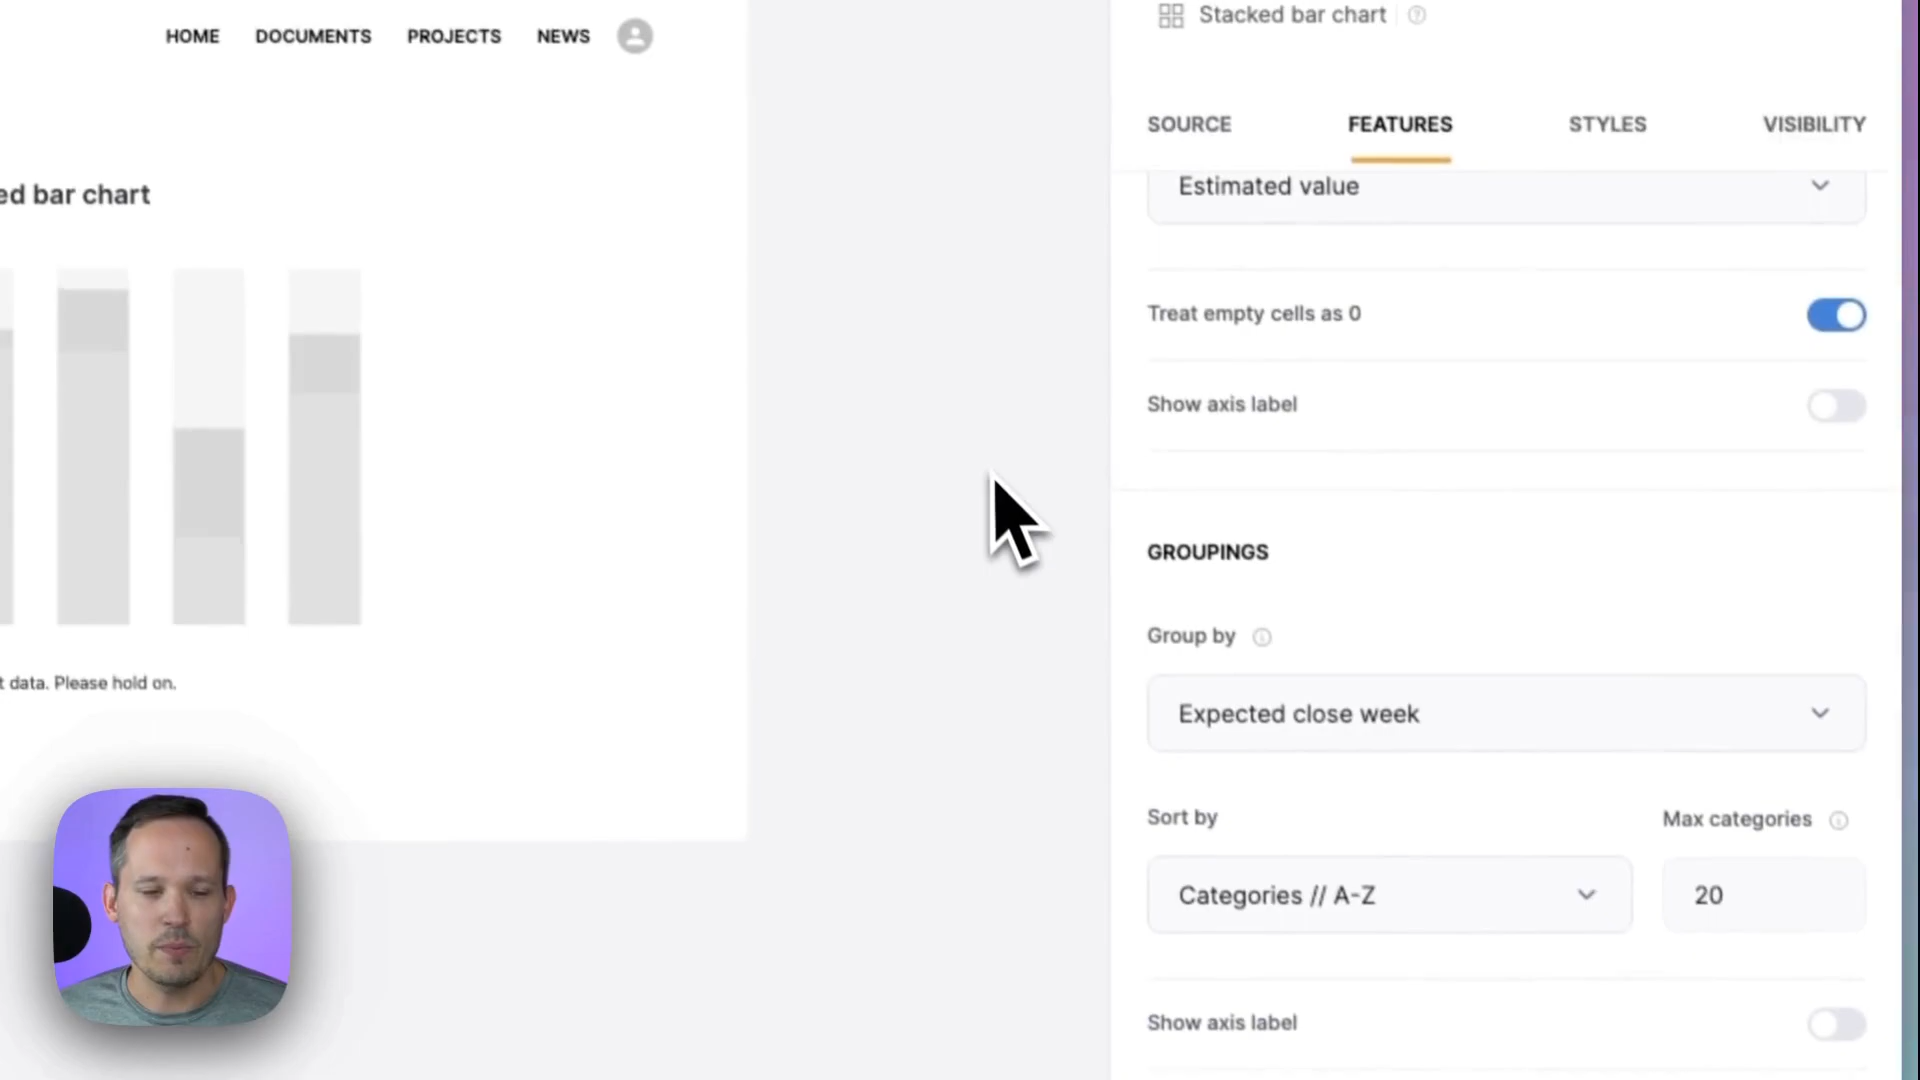 HOME DOCUMENTS PROJECTS NEWS
ed bar chart
t data. Please hold on.
Stacked bar chart
SOURCE FEATURES STYLES VISIBILITY
Estimated value
Treat empty cells as 0
Show axis label
GROUPINGS
Group by
Expected close week
Sort by
Max categories
Categories // A-Z
20
Show axis label